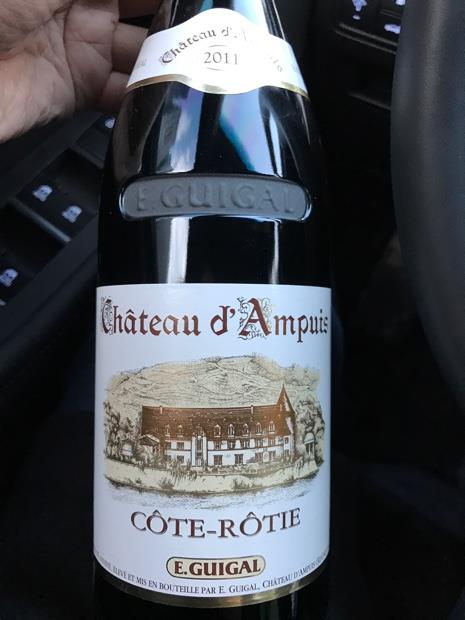 Château d'Ampuis
2011
E. GUIGAL
Château d'Ampuis
CÔTE-RÔTIE
E. GUIGAL
ÉLEVÉ ET MIS EN BOUTEILLE PAR E. GUIGAL, CHÂTEAU D'AMPUIS